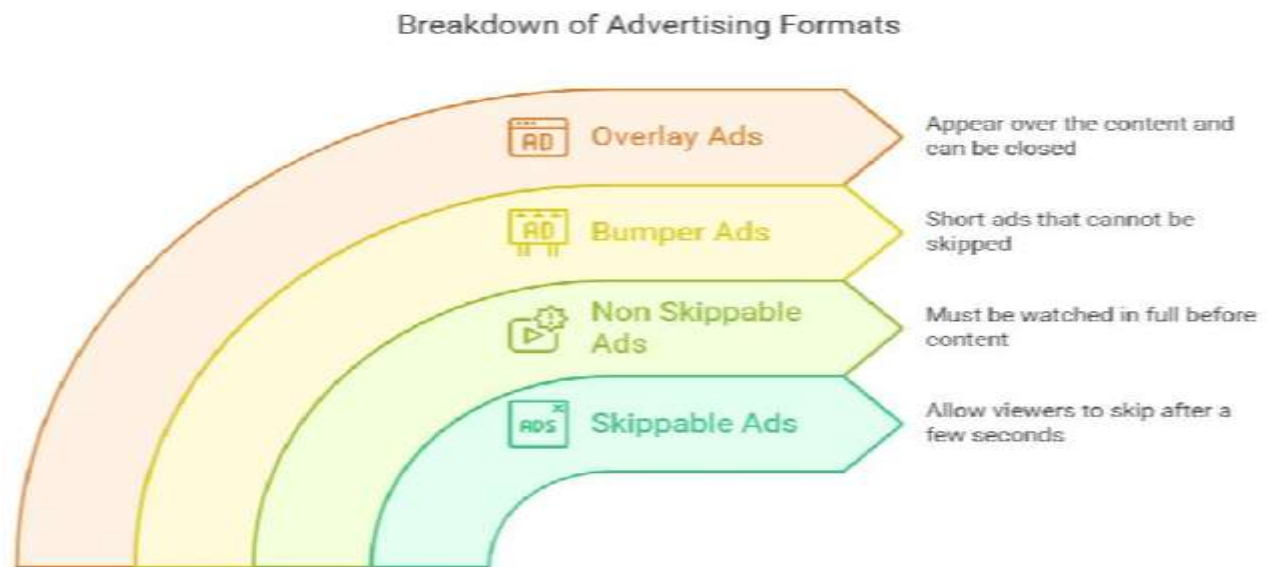 Breakdown of Advertising Formats
AD
Overlay Ads
Appear over the content and
can be closed
AD
Bumper Ads
Short ads that cannot be
skipped
Non Skippable
Ads
Must be watched in full before
content
ADS
Skippable Ads
Allow viewers to skip after a
few seconds